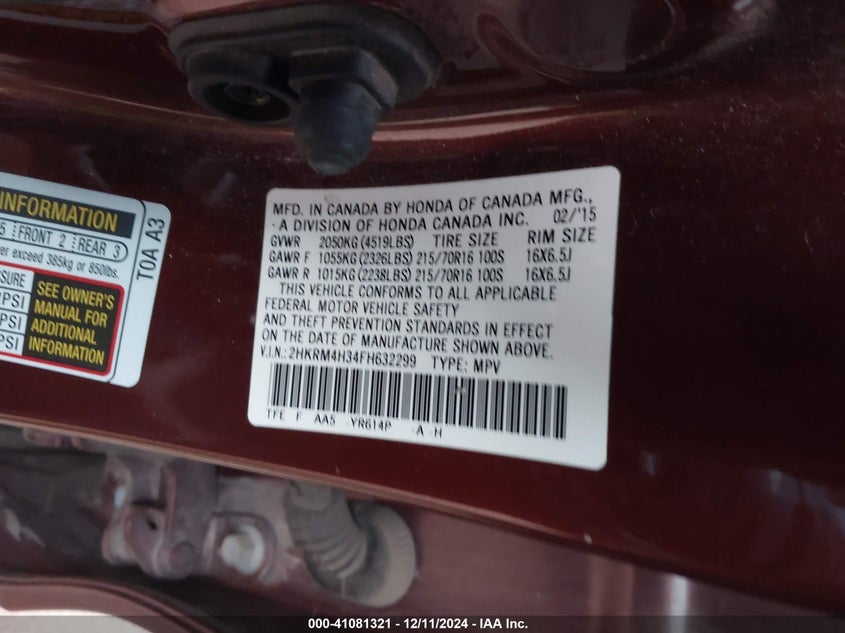 INFORMATION
5 FRONT 2 REAR 3
er exceed 385kg or 850lbs.
SURE
PSI
PSI
PSI
SEE OWNER'S
MANUAL FOR
ADDITIONAL
INFORMATION
T0A A3
MFD. IN CANADA BY HONDA OF CANADA MFG.,
A DIVISION OF HONDA CANADA INC. 02/'15
GVWR 2050KG (4519LBS) TIRE SIZE RIM SIZE
GAWR F 1055KG (2326LBS) 215/70R16 100S 16X6.5J
GAWR R 1015KG (2238LBS) 215/70R16 100S 16X6.5J
THIS VEHICLE CONFORMS TO ALL APPLICABLE
FEDERAL MOTOR VEHICLE SAFETY
AND THEFT PREVENTION STANDARDS IN EFFECT
ON THE DATE OF MANUFACTURE SHOWN ABOVE.
V.I.N.: 2HKRM4H34FH632299 TYPE: MPV
TFE F AA5 YR614P -A-H
000-41081321 - 12/11/2024 - IAA Inc.